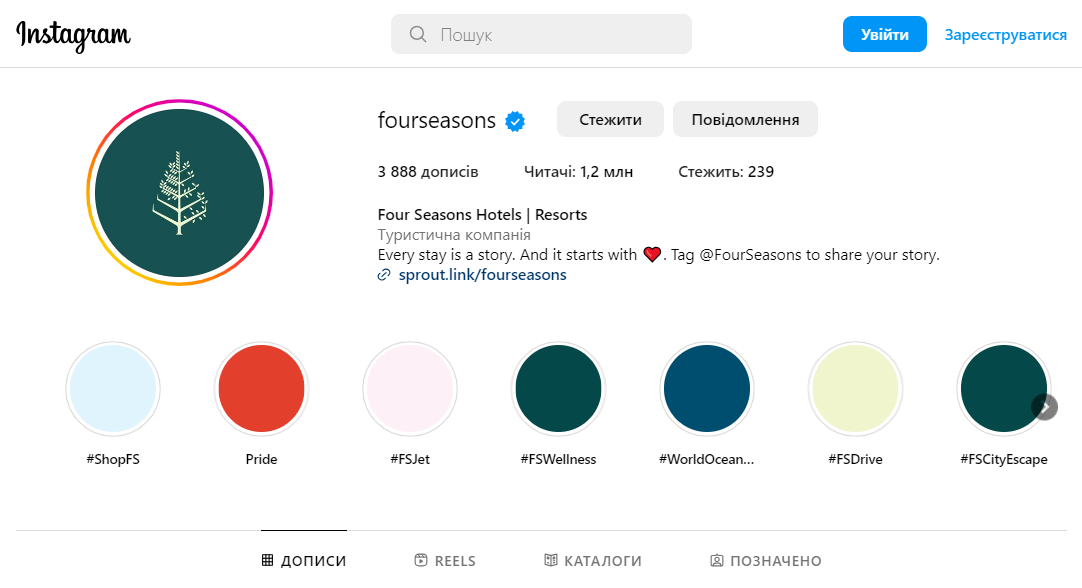 Instagram
Пошук
Увійти
Зареєструватися
fourseasons
Стежити
Повідомлення
3 888 дописів
Читачі: 1,2 млн
Стежить: 239
Four Seasons Hotels | Resorts
Туристична компанія
Every stay is a story. And it starts with ❤️. Tag @FourSeasons to share your story.
sprout.link/fourseasons
#ShopFS
Pride
#FSJet
#FSWellness
#WorldOcean...
#FSDrive
#FSCityEscape
ДОПИСИ
REELS
КАТАЛОГИ
ПОЗНАЧЕНО